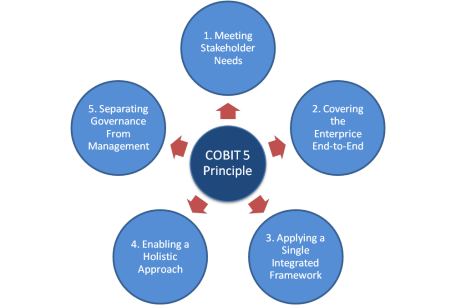 1. Meeting
Stakeholder
Needs
2. Covering
the
Enterprice
End-to-End
3. Applying a
Single
Integrated
Framework
4. Enabling a
Holistic
Approach
5. Separating
Governance
From
Management
COBIT 5
Principle